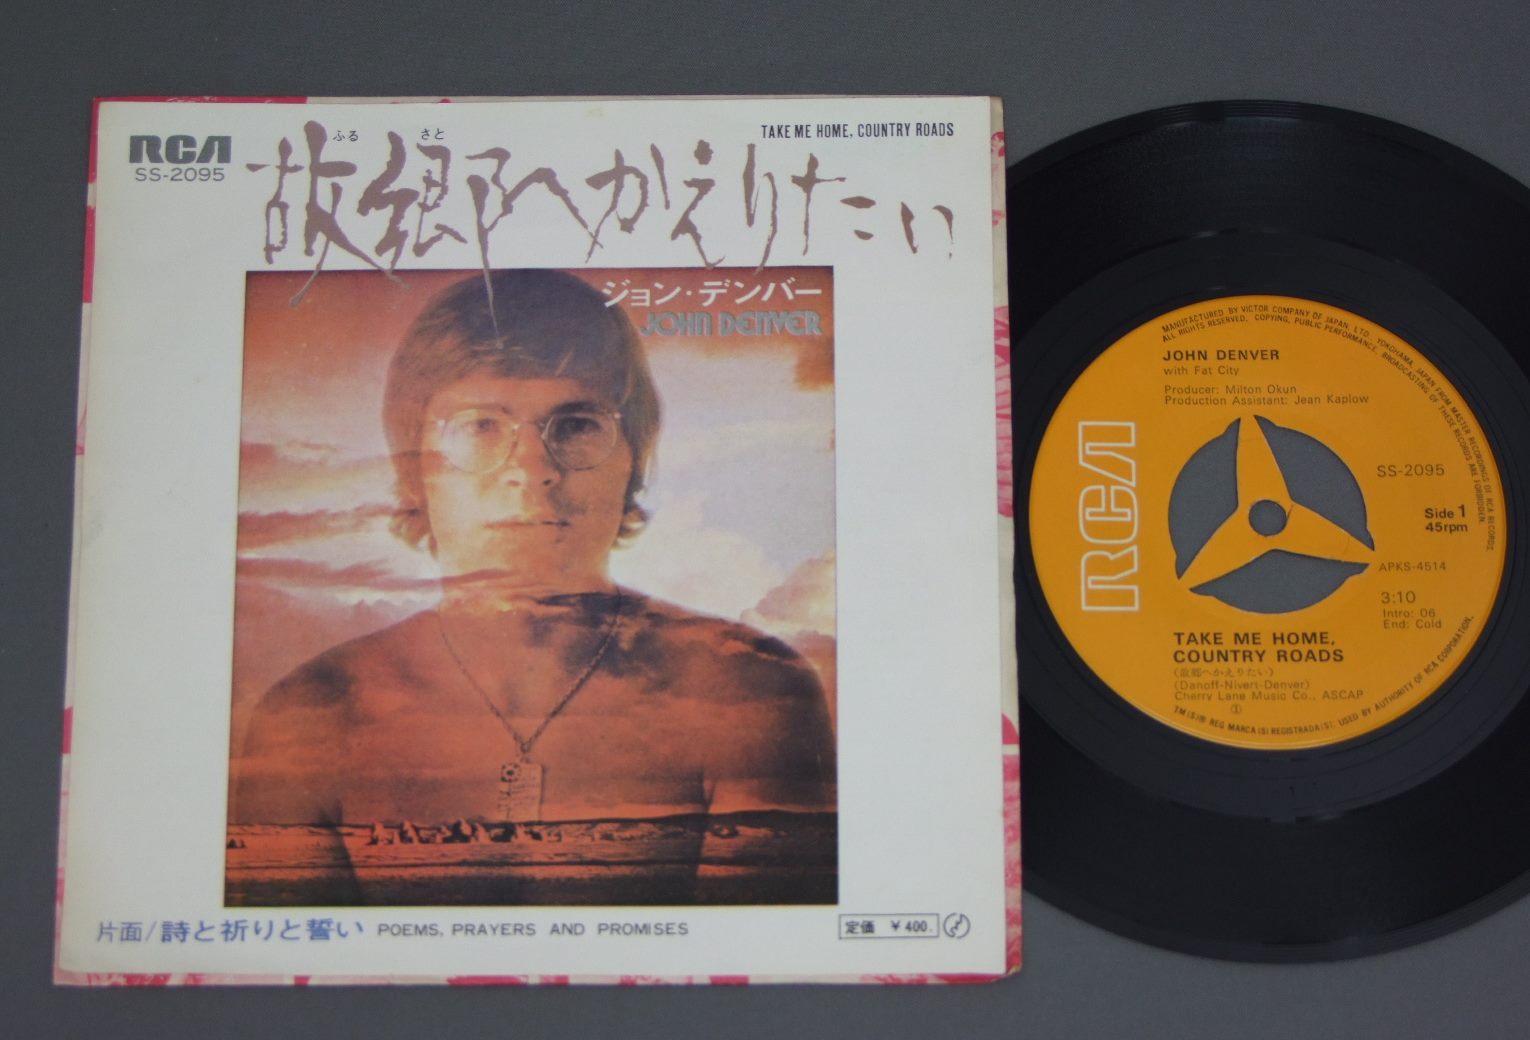 RCA
SS-2095
TAKE ME HOME, COUNTRY ROADS
ふる さと
故郷へかえりたい
ジョン・デンバー
JOHN DENVER
片面/詩と祈りと誓い POEMS, PRAYERS AND PROMISES
定価 ¥400.
MANUFACTURED BY VICTOR COMPANY OF JAPAN, LTD., YOKOHAMA, JAPAN FROM MASTER RECORDINGS OF RCA RECORDS.
ALL RIGHTS RESERVED. COPYING, PUBLIC PERFORMANCE, BROADCASTING OF THESE RECORDS ARE FORBIDDEN.
JOHN DENVER
with Fat City
Producer: Milton Okun
Production Assistant: Jean Kaplow
RCA
SS-2095
Side 1
45rpm
APKS-4514
3:10
Intro: 06
End: Cold
TAKE ME HOME,
COUNTRY ROADS
(故郷へかえりたい)
(Danoff-Nivert-Denver)
Cherry Lane Music Co., ASCAP
①
TM(S)® REG. MARCA(S) REGISTRADA(S). USED BY AUTHORITY OF RCA CORPORATION.